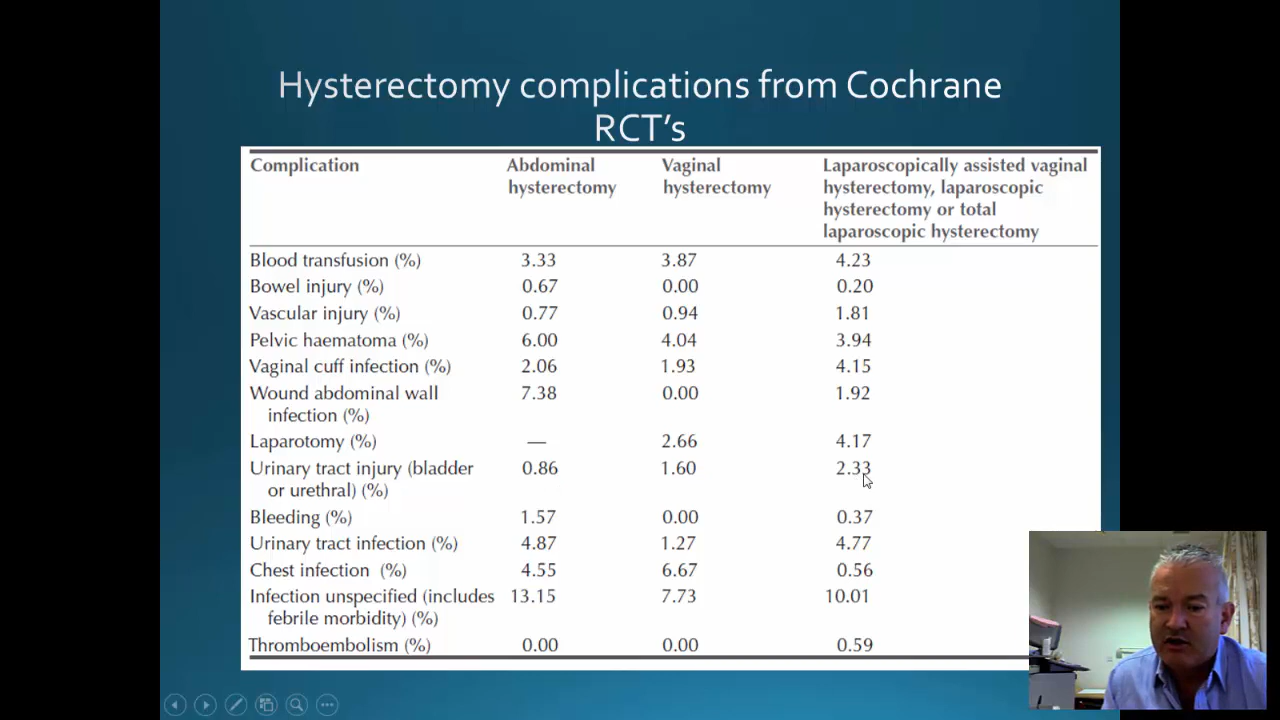 Hysterectomy complications from Cochrane
RCT's
Complication
Abdominal
hysterectomy
Vaginal
hysterectomy
Laparoscopically assisted vaginal
hysterectomy, laparoscopic
hysterectomy or total
laparoscopic hysterectomy
Blood transfusion (%) 3.33 3.87 4.23
Bowel injury (%) 0.67 0.00 0.20
Vascular injury (%) 0.77 0.94 1.81
Pelvic haematoma (%) 6.00 4.04 3.94
Vaginal cuff infection (%) 2.06 1.93 4.15
Wound abdominal wall 7.38 0.00 1.92
infection (%)
Laparotomy (%) — 2.66 4.17
Urinary tract injury (bladder 0.86 1.60 2.33
or urethral) (%)
Bleeding (%) 1.57 0.00 0.37
Urinary tract infection (%) 4.87 1.27 4.77
Chest infection (%) 4.55 6.67 0.56
Infection unspecified (includes 13.15 7.73 10.01
febrile morbidity) (%)
Thromboembolism (%) 0.00 0.00 0.59